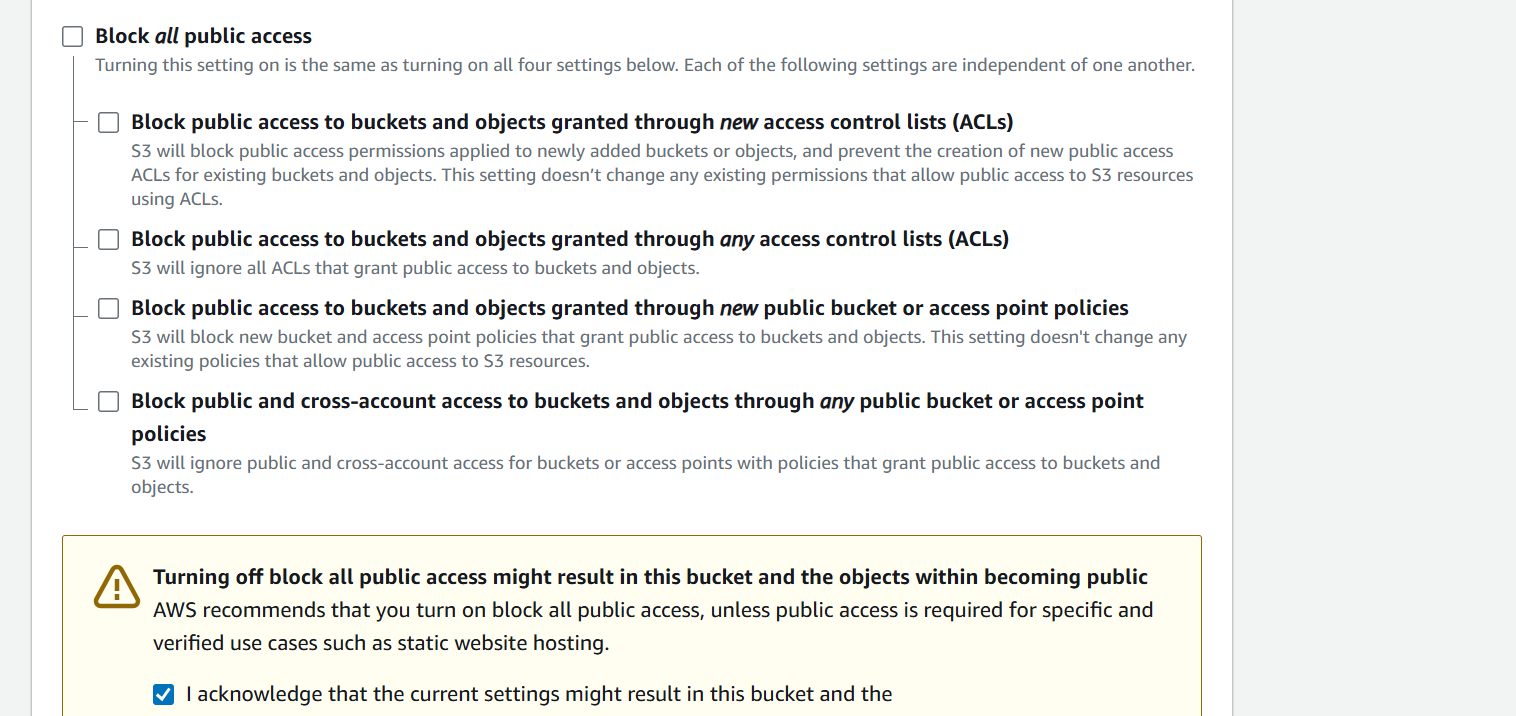 Block all public access
Turning this setting on is the same as turning on all four settings below. Each of the following settings are independent of one another.
Block public access to buckets and objects granted through new access control lists (ACLs)
S3 will block public access permissions applied to newly added buckets or objects, and prevent the creation of new public access
ACLs for existing buckets and objects. This setting doesn’t change any existing permissions that allow public access to S3 resources
using ACLs.
Block public access to buckets and objects granted through any access control lists (ACLs)
S3 will ignore all ACLs that grant public access to buckets and objects.
Block public access to buckets and objects granted through new public bucket or access point policies
S3 will block new bucket and access point policies that grant public access to buckets and objects. This setting doesn't change any
existing policies that allow public access to S3 resources.
Block public and cross-account access to buckets and objects through any public bucket or access point
policies
S3 will ignore public and cross-account access for buckets or access points with policies that grant public access to buckets and
objects.
Turning off block all public access might result in this bucket and the objects within becoming public
AWS recommends that you turn on block all public access, unless public access is required for specific and
verified use cases such as static website hosting.
I acknowledge that the current settings might result in this bucket and the